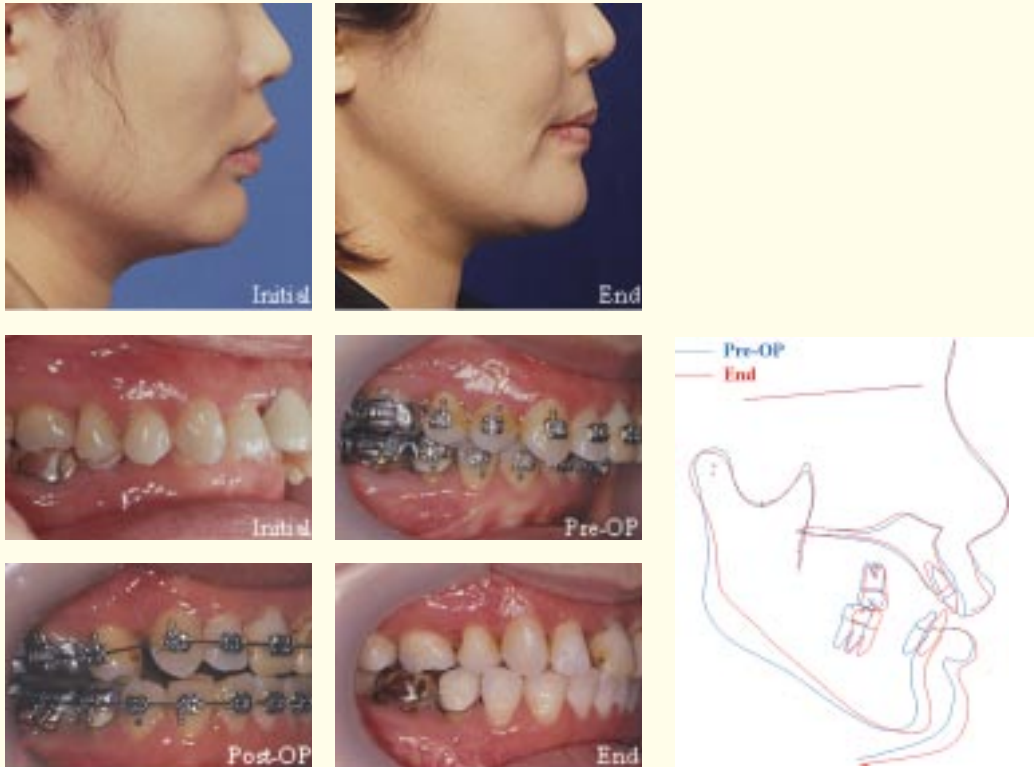 Initial
End
Initial
Pre-OP
Pre-OP
End
Post-OP
End